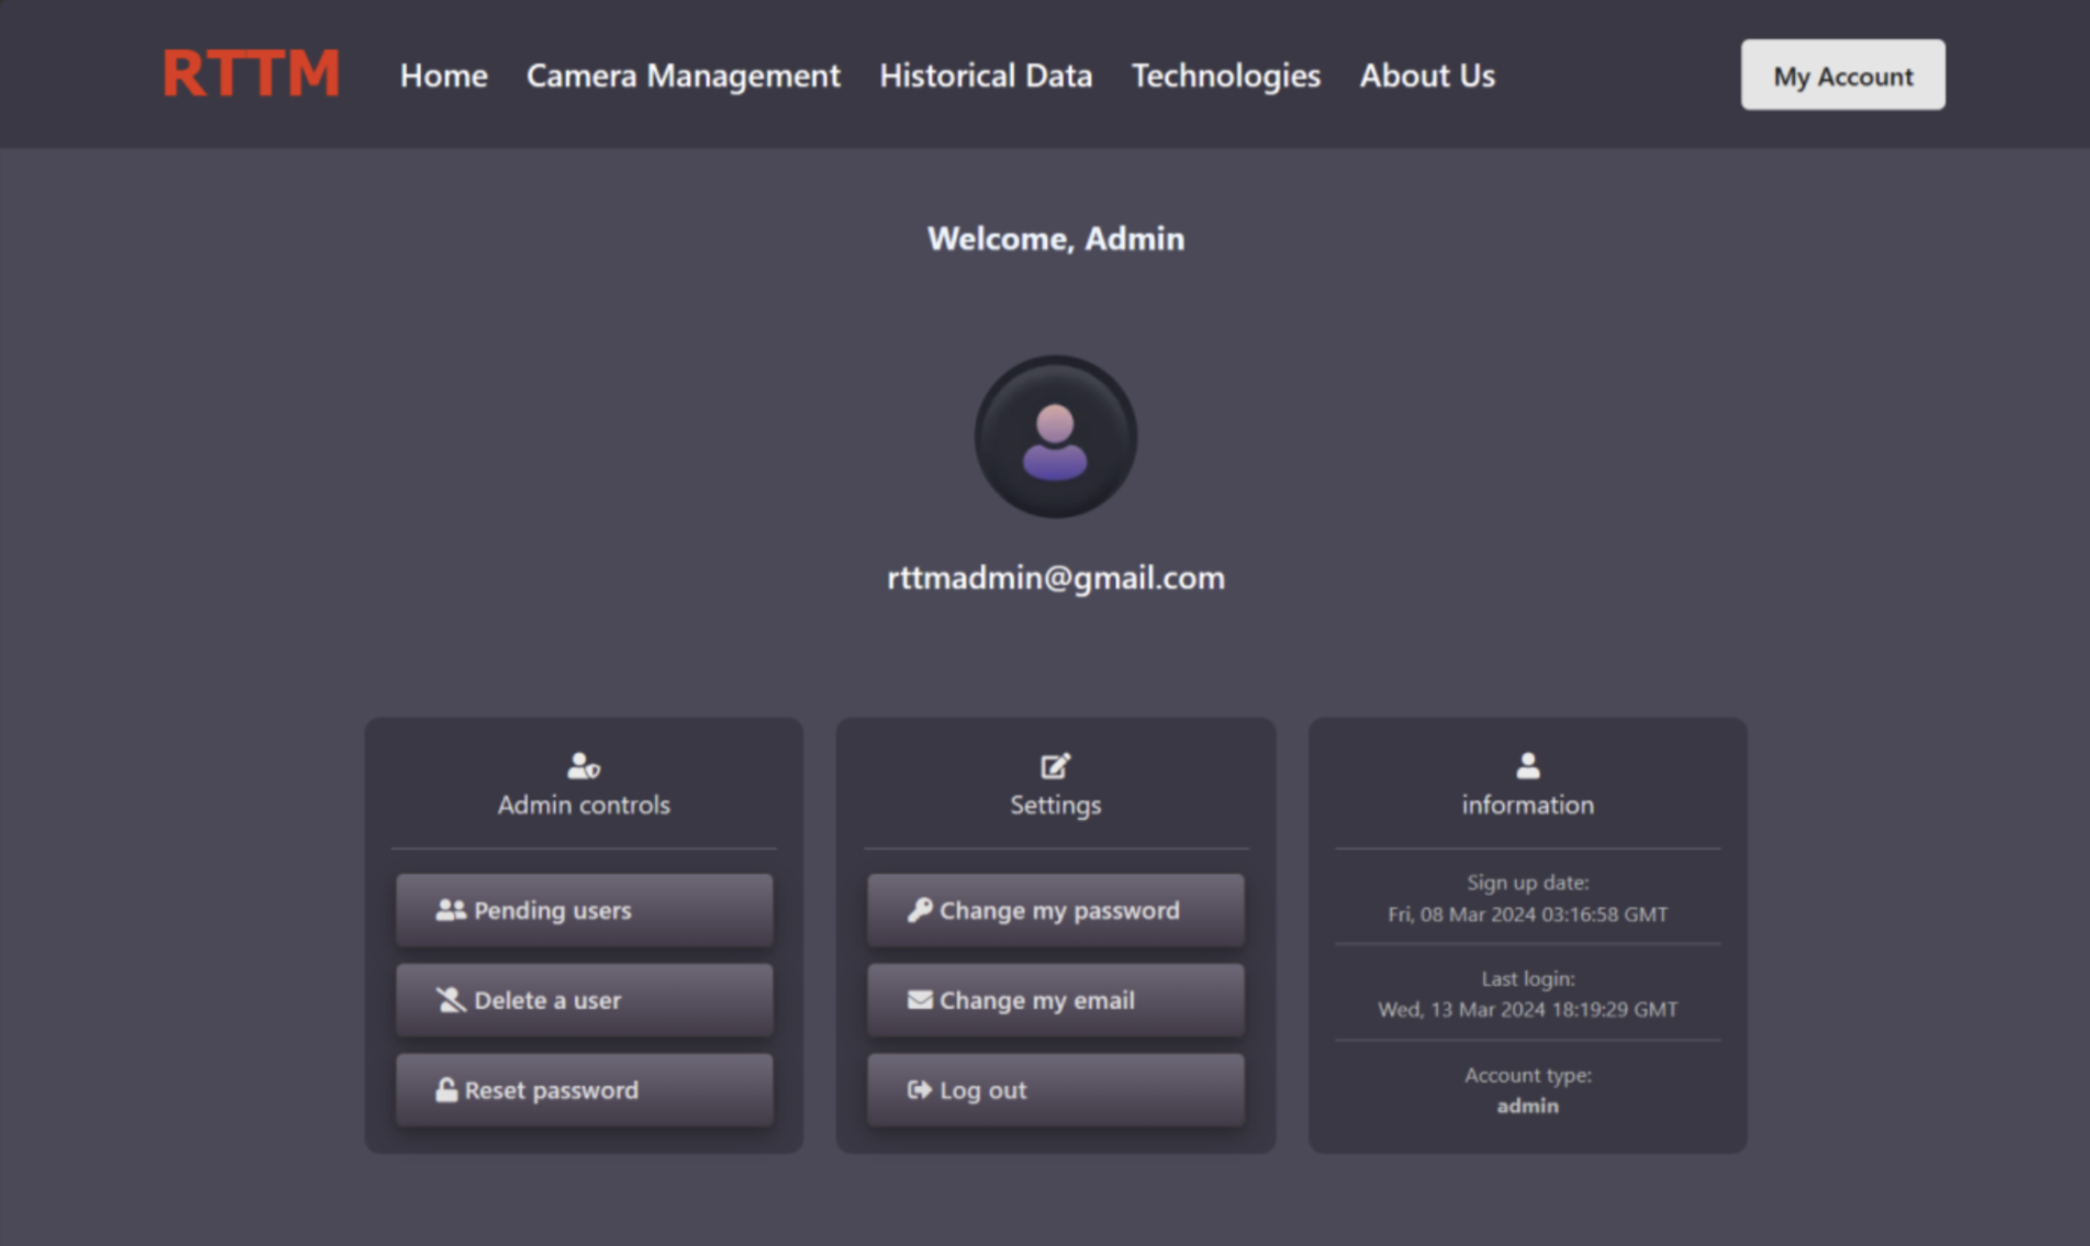 RTTM
Home
Camera Management
Historical Data
Technologies
About Us
My Account
Welcome, Admin
rttmadmin@gmail.com
Admin controls
Pending users
Delete a user
Reset password
Settings
Change my password
Change my email
Log out
information
Sign up date:
Fri, 08 Mar 2024 03:16:58 GMT
Last login:
Wed, 13 Mar 2024 18:19:29 GMT
Account type:
admin